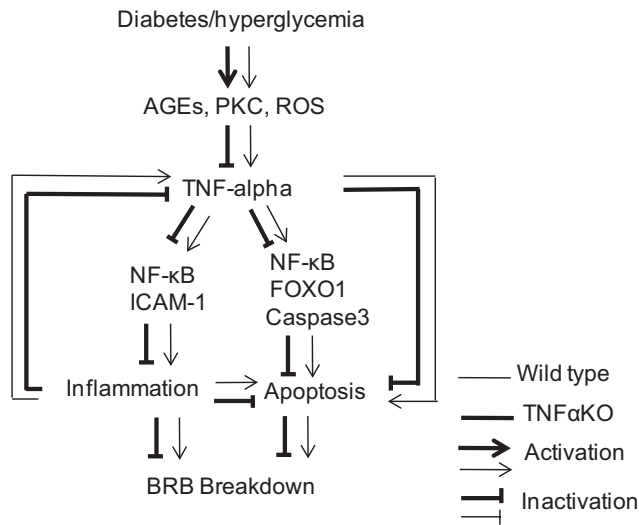 Diabetes/hyperglycemia
AGEs, PKC, ROS
TNF-alpha
NF-κB
ICAM-1
NF-κB
FOXO1
Caspase3
Inflammation
Apoptosis
BRB Breakdown
Wild type
TNFαKO
Activation
Inactivation